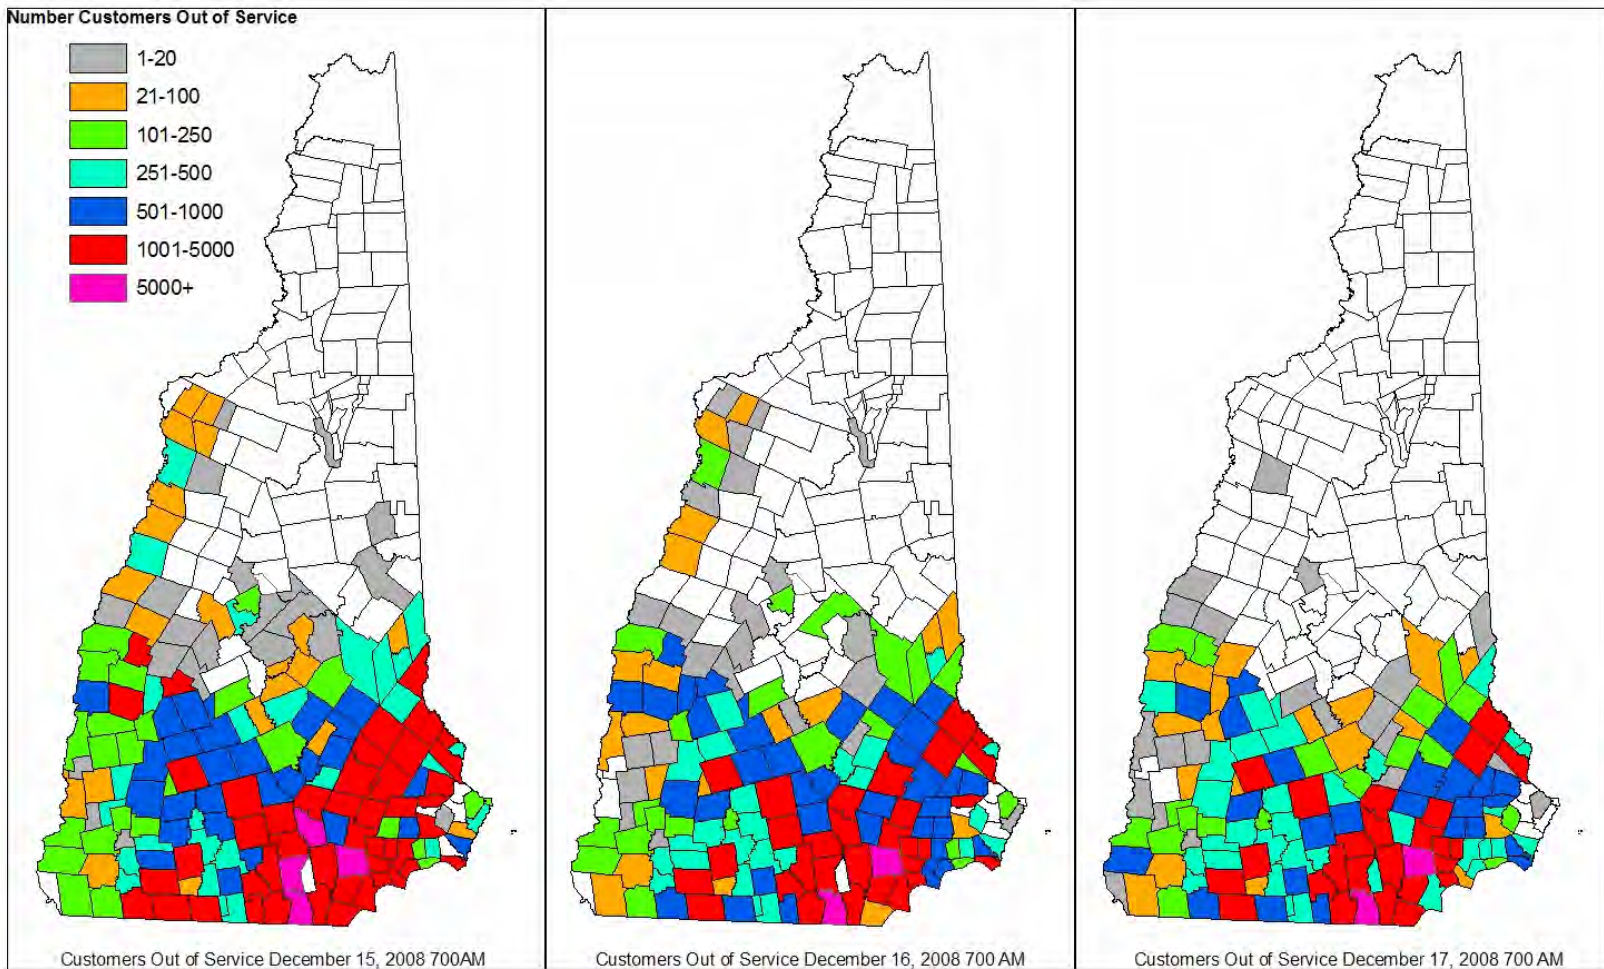 Number Customers Out of Service
1-20
21-100
101-250
251-500
501-1000
1001-5000
5000+
Customers Out of Service December 15, 2008 700AM
Customers Out of Service December 16, 2008 700 AM
Customers Out of Service December 17, 2008 700 AM